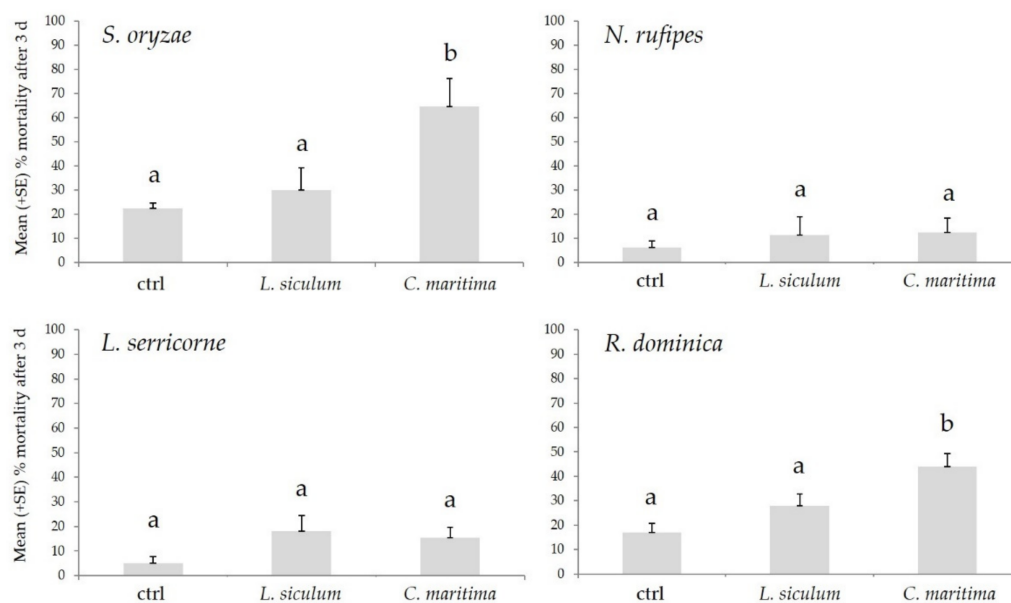 S. oryzae
Mean (+SE) % mortality after 3 d
100
90
80
70
60
50
40
30
20
10
0
a
a
b
ctrl
L. siculum
C. maritima
N. rufipes
100
90
80
70
60
50
40
30
20
10
0
a
a
a
ctrl
L. siculum
C. maritima
L. serricorne
Mean (+SE) % mortality after 3 d
100
90
80
70
60
50
40
30
20
10
0
a
a
a
ctrl
L. siculum
C. maritima
R. dominica
100
90
80
70
60
50
40
30
20
10
0
a
a
b
ctrl
L. siculum
C. maritima